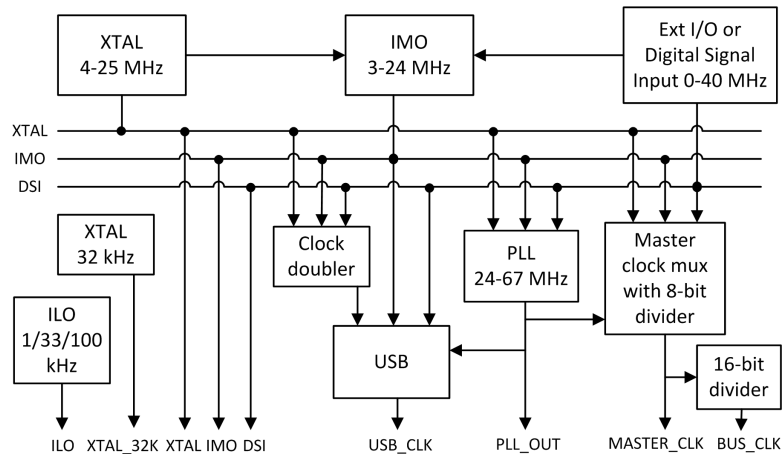 XTAL
4-25 MHz
IMO
3-24 MHz
Ext I/O or
Digital Signal
Input 0-40 MHz
XTAL
IMO
DSI
XTAL
32 kHz
Clock
doubler
PLL
24-67 MHz
Master
clock mux
with 8-bit
divider
ILO
1/33/100
kHz
USB
16-bit
divider
ILO
XTAL_32K
XTAL
IMO
DSI
USB_CLK
PLL_OUT
MASTER_CLK
BUS_CLK